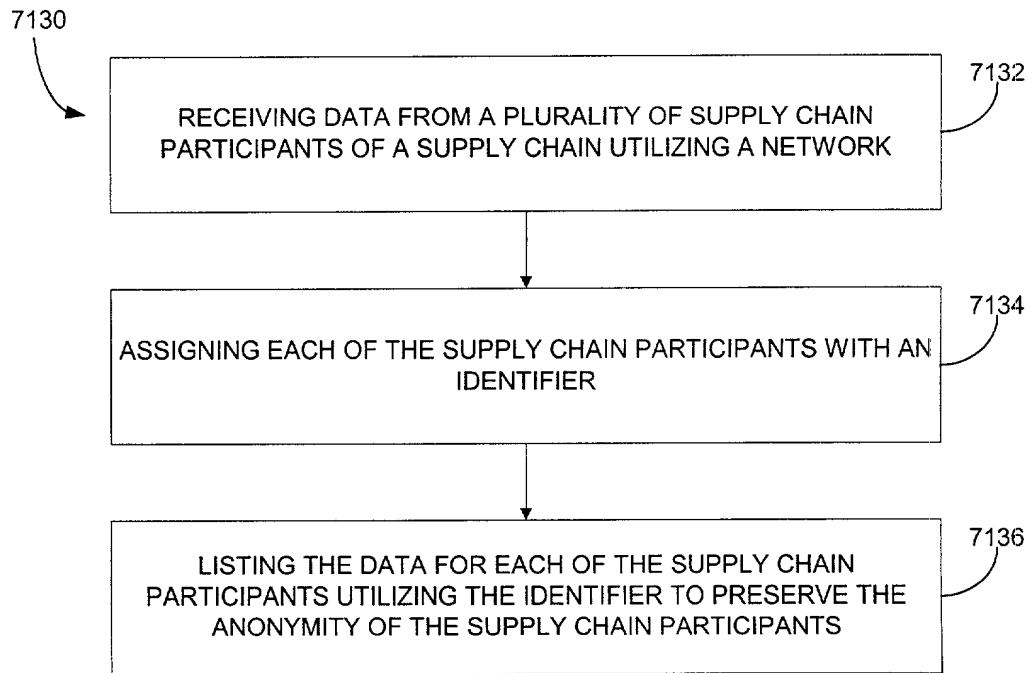 7130
7132
RECEIVING DATA FROM A PLURALITY OF SUPPLY CHAIN
PARTICIPANTS OF A SUPPLY CHAIN UTILIZING A NETWORK
7134
ASSIGNING EACH OF THE SUPPLY CHAIN PARTICIPANTS WITH AN
IDENTIFIER
7136
LISTING THE DATA FOR EACH OF THE SUPPLY CHAIN
PARTICIPANTS UTILIZING THE IDENTIFIER TO PRESERVE THE
ANONYMITY OF THE SUPPLY CHAIN PARTICIPANTS